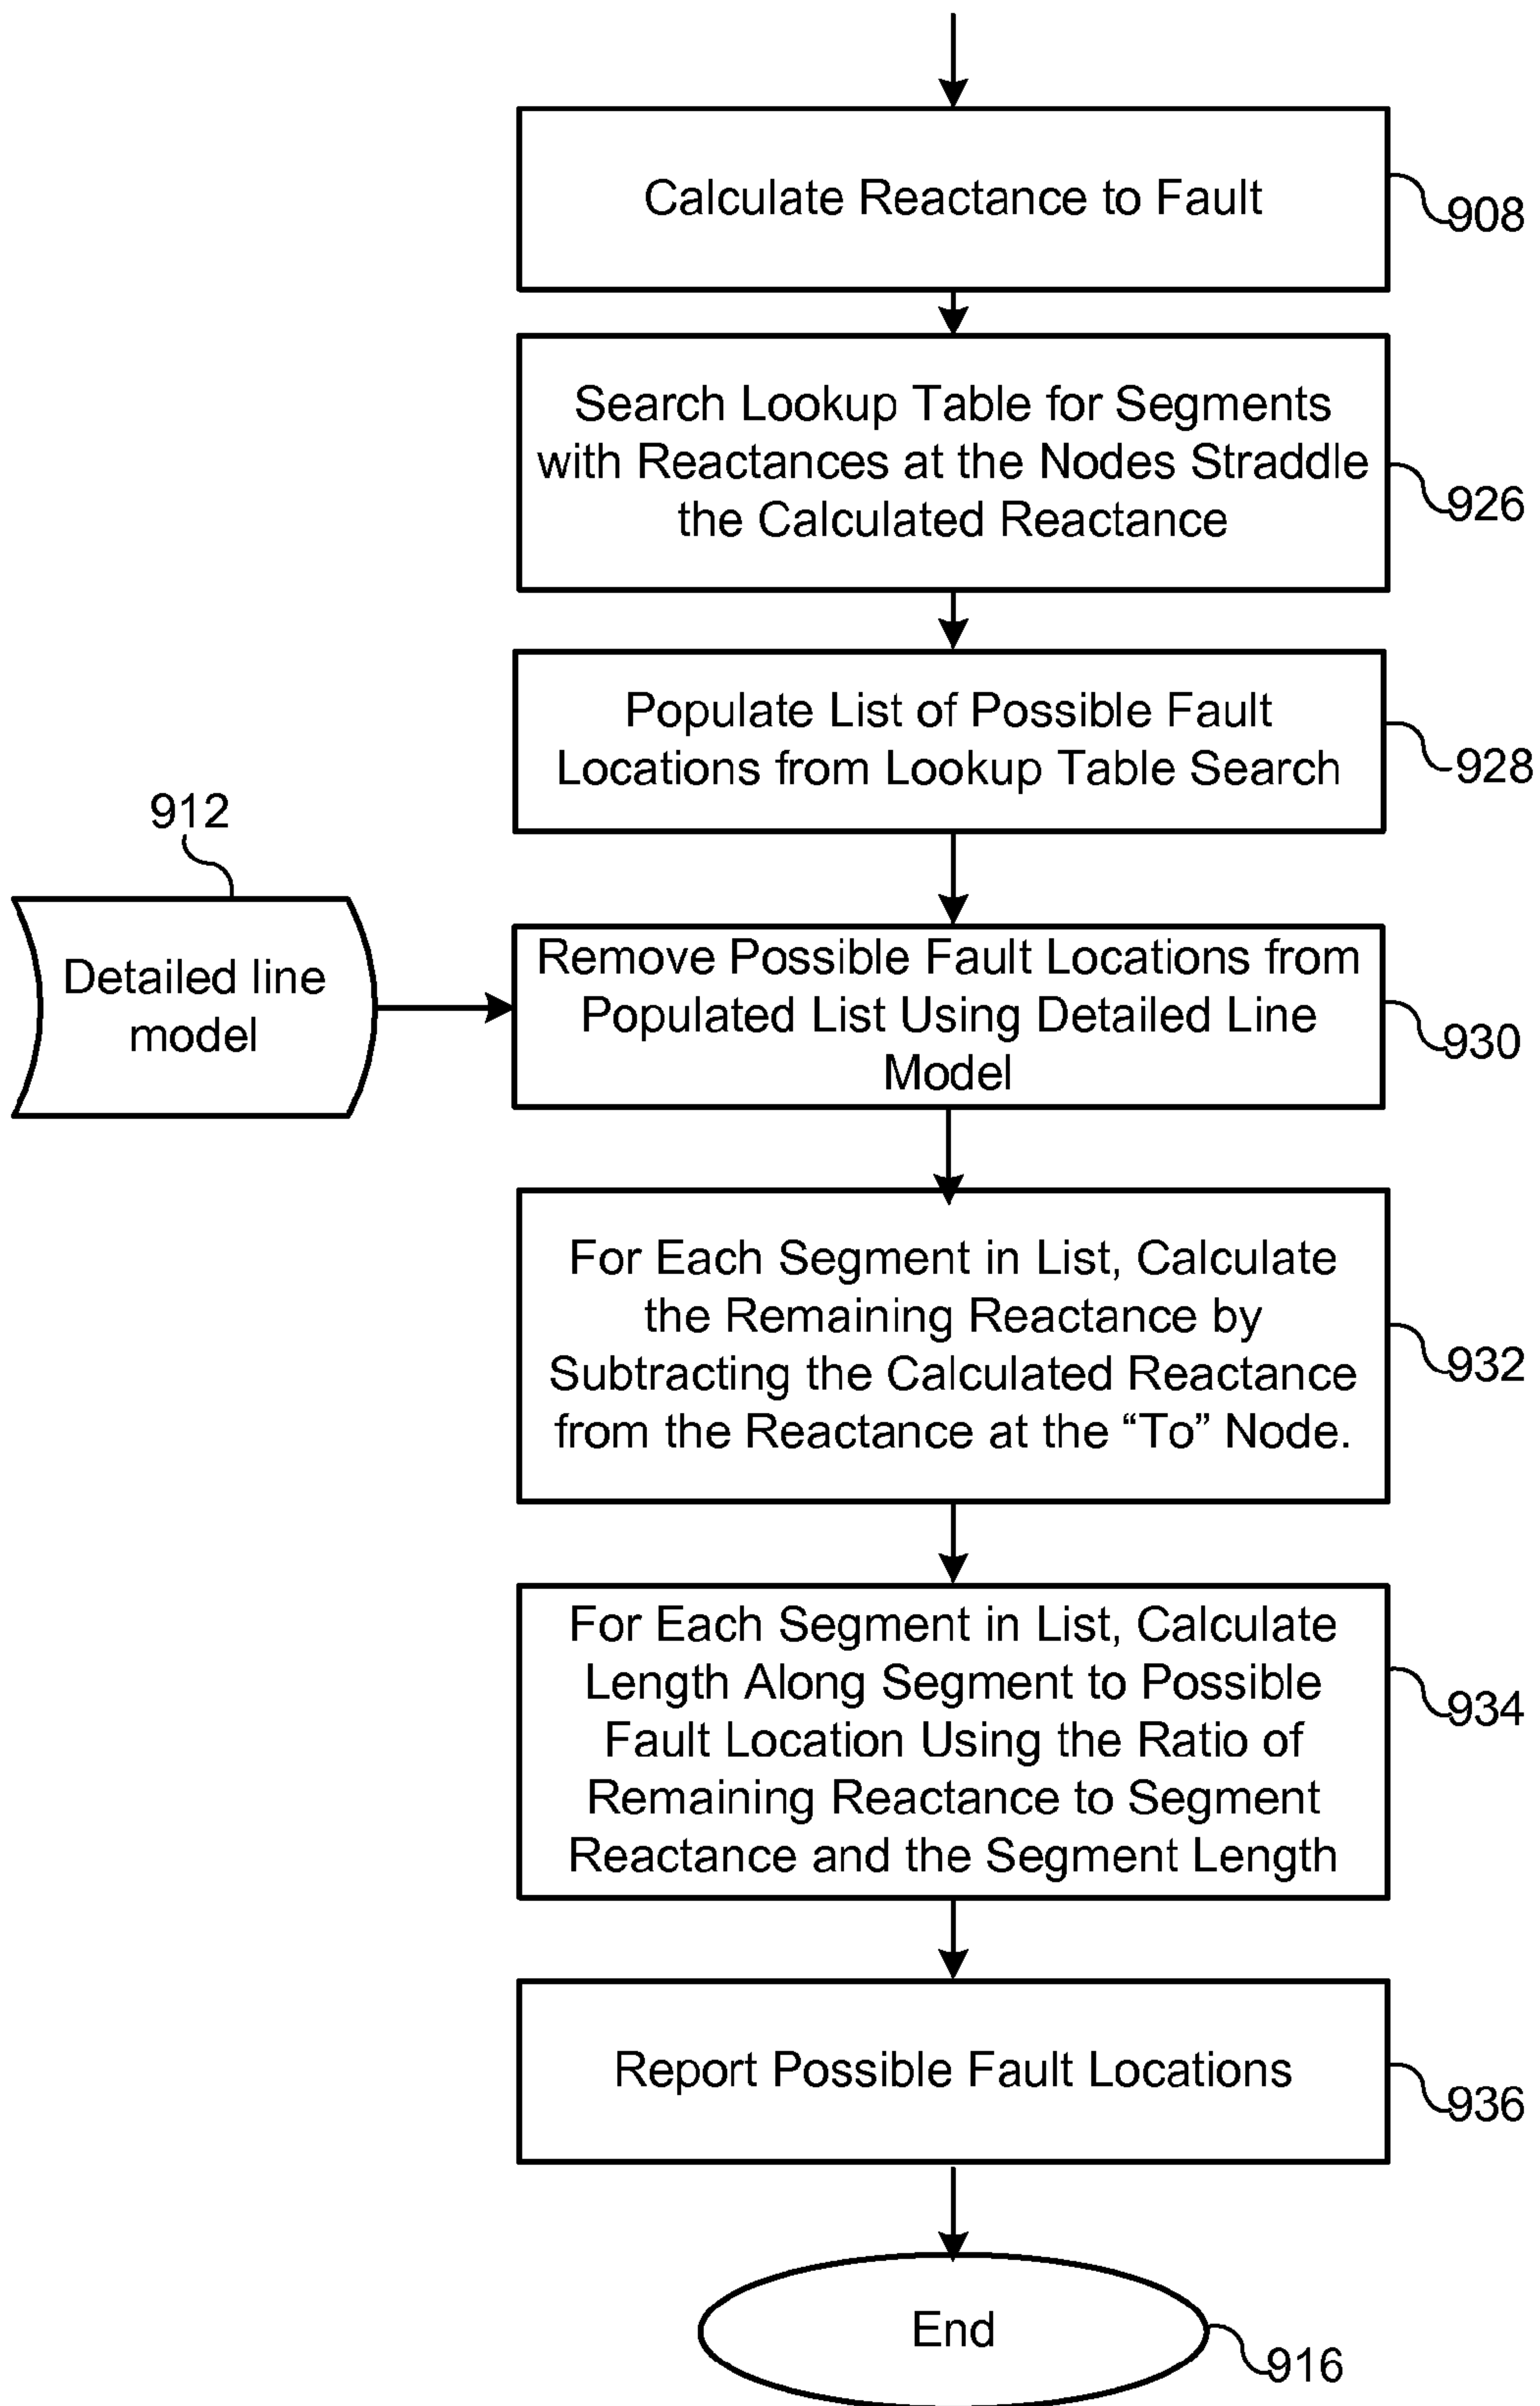 Calculate Reactance to Fault
908
Search Lookup Table for Segments
with Reactances at the Nodes Straddle
the Calculated Reactance
926
Populate List of Possible Fault
Locations from Lookup Table Search
928
912
Detailed line
model
Remove Possible Fault Locations from
Populated List Using Detailed Line
Model
930
For Each Segment in List, Calculate
the Remaining Reactance by
Subtracting the Calculated Reactance
from the Reactance at the “To” Node.
932
For Each Segment in List, Calculate
Length Along Segment to Possible
Fault Location Using the Ratio of
Remaining Reactance to Segment
Reactance and the Segment Length
934
Report Possible Fault Locations
936
End
916